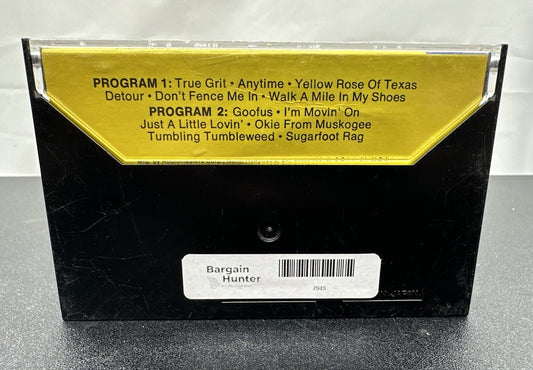 PROGRAM 1: True Grit • Anytime • Yellow Rose Of Texas
Detour • Don't Fence Me In • Walk A Mile In My Shoes
PROGRAM 2: Goofus • I'm Movin' On
Just A Little Lovin' • Okie From Muskogee
Tumbling Tumbleweed • Sugarfoot Rag
Bargain
Hunter
7943